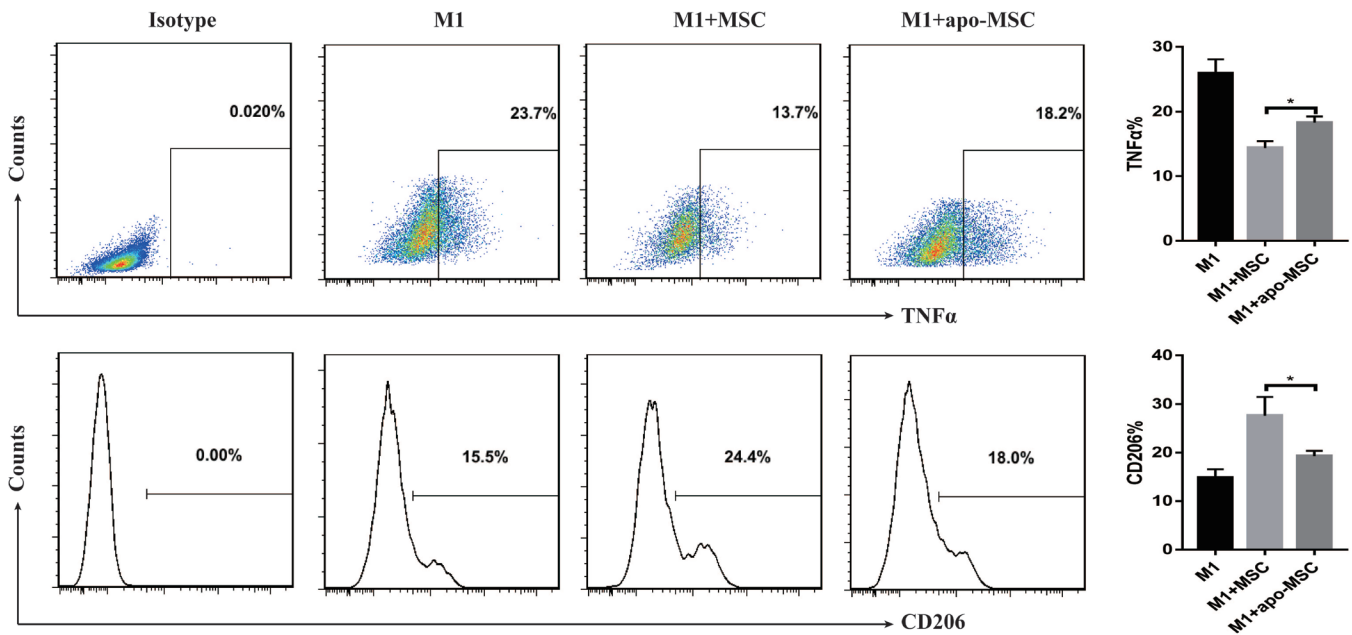 Isotype M1 M1+MSC M1+apo-MSC
Counts
0.020%
23.7%
13.7%
18.2%
TNFα
TNFα%
30
20
10
0
M1
M1+MSC
M1+apo-MSC
*
Counts
0.00%
15.5%
24.4%
18.0%
CD206
CD206%
40
30
20
10
0
M1
M1+MSC
M1+apo-MSC
*